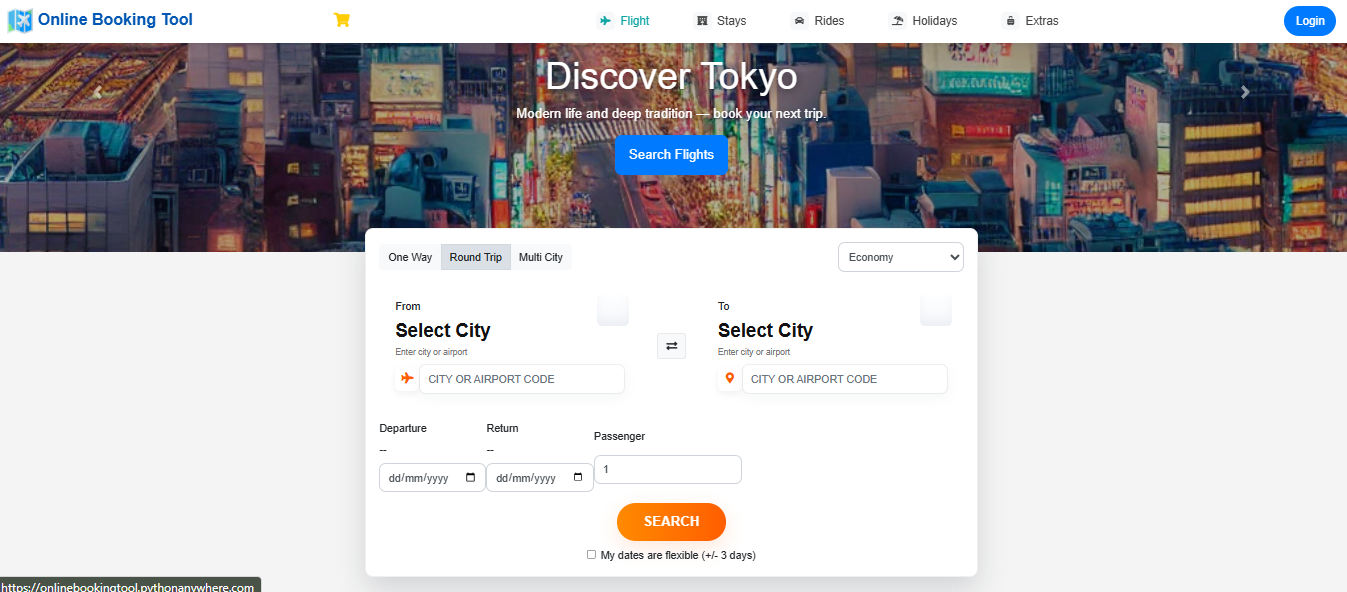 Online Booking Tool
Flight
Stays
Rides
Holidays
Extras
Login
Discover Tokyo
Modern life and deep tradition — book your next trip.
Search Flights
One Way
Round Trip
Multi City
Economy
From
Select City
Enter city or airport
CITY OR AIRPORT CODE
To
Select City
Enter city or airport
CITY OR AIRPORT CODE
Departure
--
dd/mm/yyyy
Return
--
dd/mm/yyyy
Passenger
1
SEARCH
My dates are flexible (+/- 3 days)
https://onlinebookingtool.pythonanywhere.com